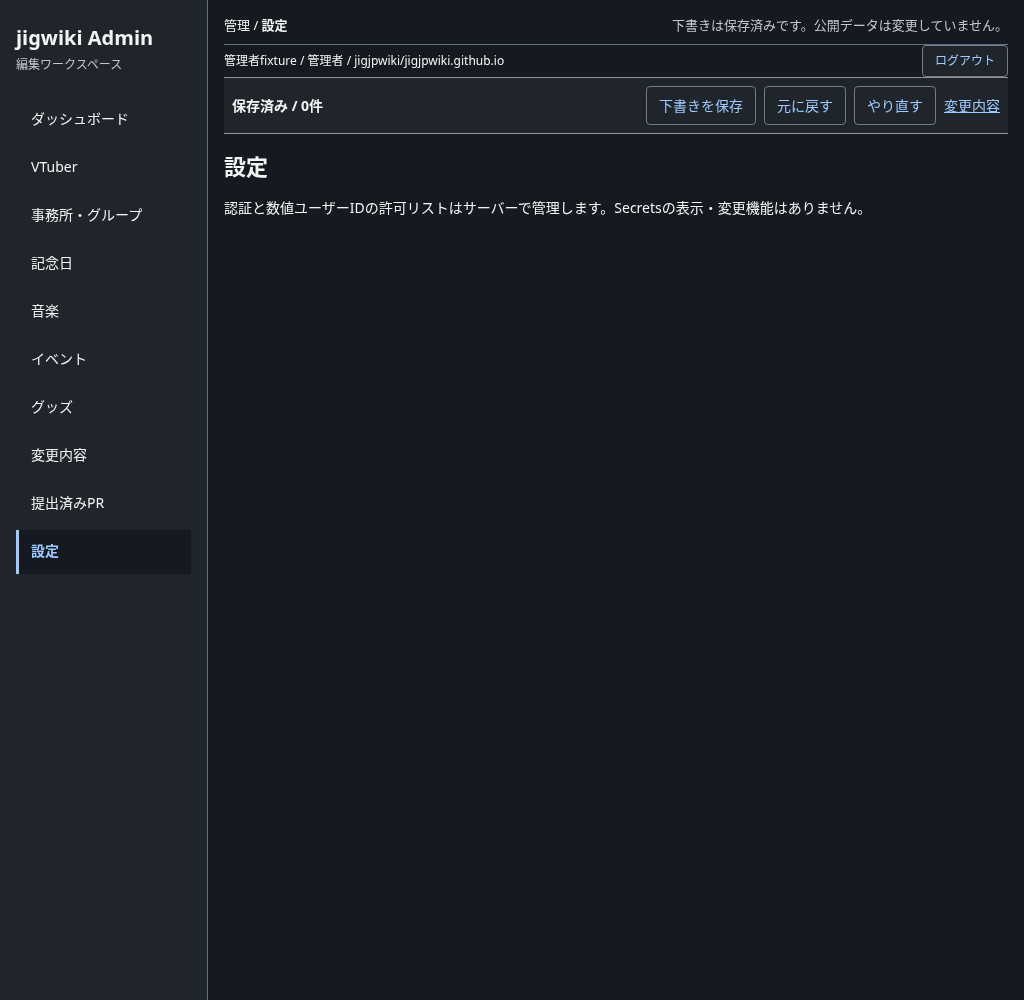 jigwiki Admin
編集ワークスペース
ダッシュボード
VTuber
事務所・グループ
記念日
音楽
イベント
グッズ
変更内容
提出済みPR
設定
管理 / 設定
下書きは保存済みです。公開データは変更していません。
管理者fixture / 管理者 / jigjpwiki/jigjpwiki.github.io
ログアウト
保存済み / 0件
下書きを保存
元に戻す
やり直す
変更内容
設定
認証と数値ユーザーIDの許可リストはサーバーで管理します。Secretsの表示・変更機能はありません。